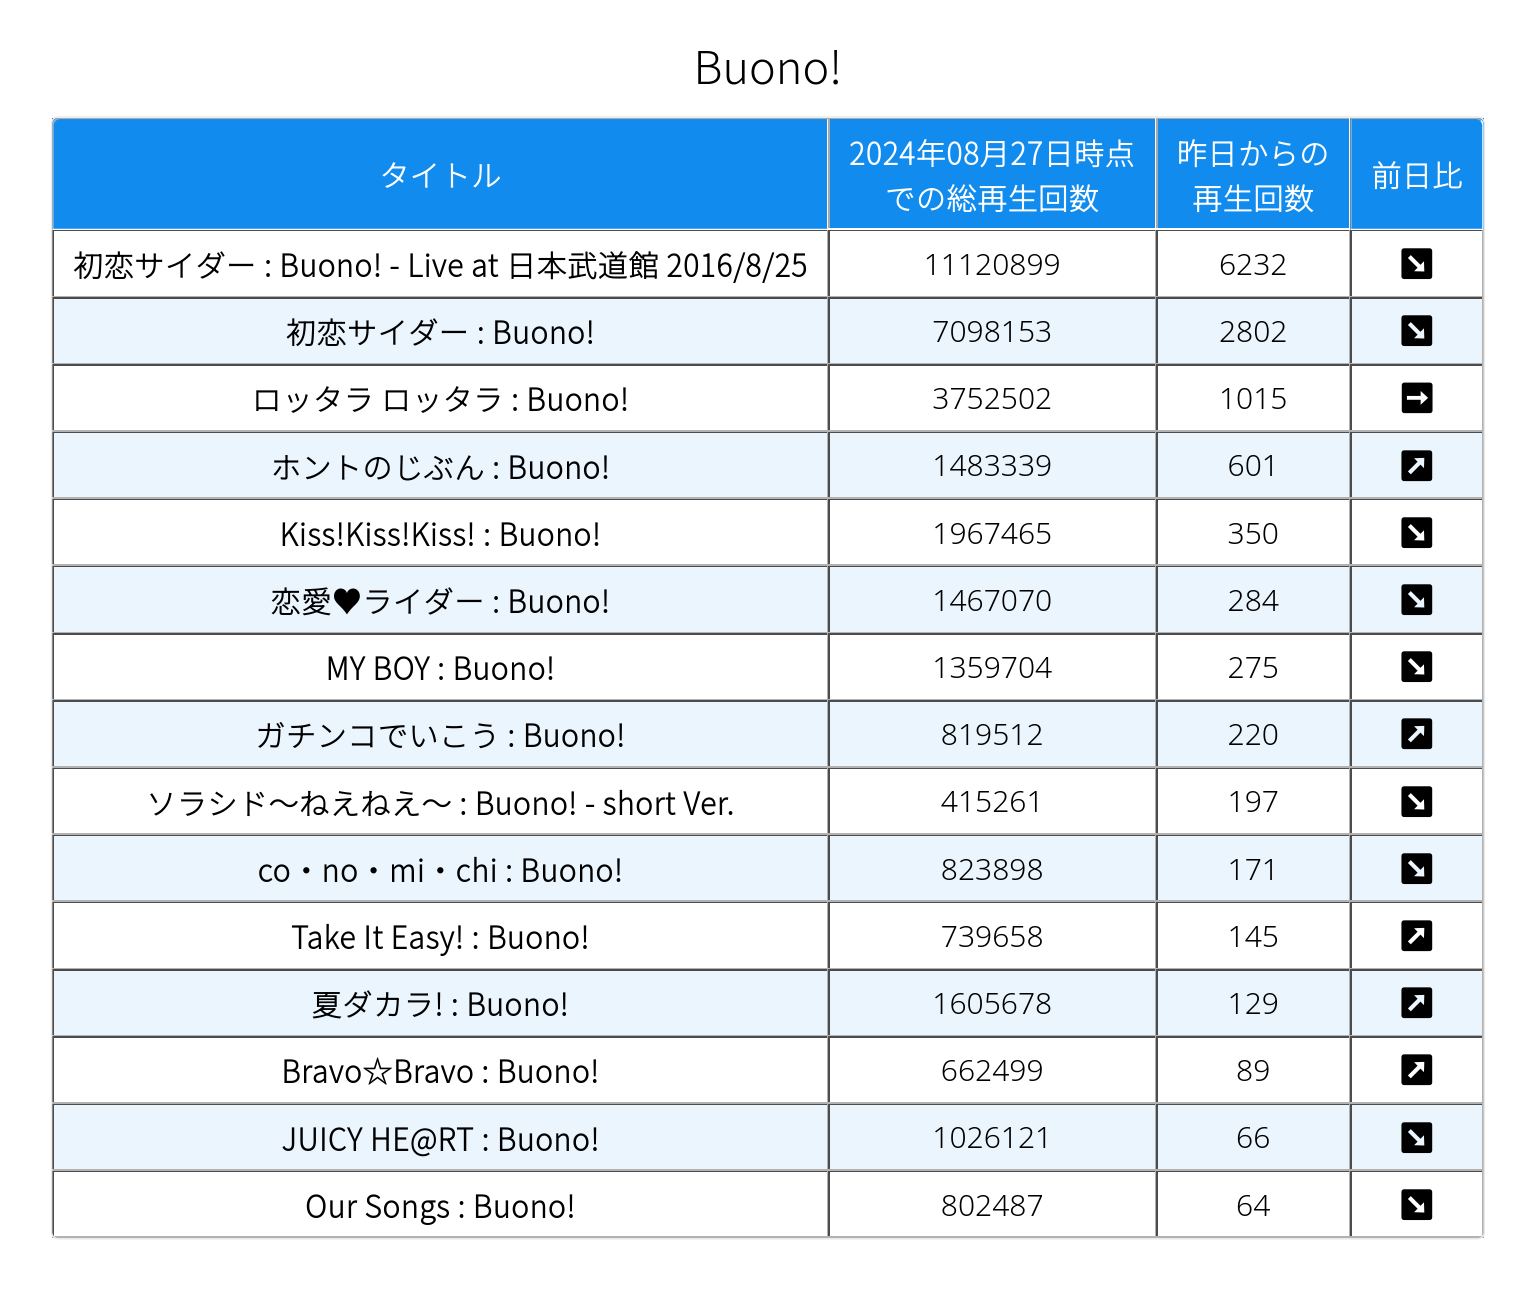 Buono!
タイトル 2024年08月27日時点 昨日からの 前日比
での総再生回数 再生回数
初恋サイダー : Buono! - Live at 日本武道館 2016/8/25 11120899 6232 ↘
初恋サイダー : Buono! 7098153 2802 ↘
ロッタラ ロッタラ : Buono! 3752502 1015 →
ホントのじぶん : Buono! 1483339 601 ↗
Kiss!Kiss!Kiss! : Buono! 1967465 350 ↘
恋愛♥ライダー : Buono! 1467070 284 ↘
MY BOY : Buono! 1359704 275 ↘
ガチンコでいこう : Buono! 819512 220 ↗
ソラシド〜ねえねえ〜 : Buono! - short Ver. 415261 197 ↘
co・no・mi・chi : Buono! 823898 171 ↘
Take It Easy! : Buono! 739658 145 ↗
夏ダカラ! : Buono! 1605678 129 ↗
Bravo☆Bravo : Buono! 662499 89 ↗
JUICY HE@RT : Buono! 1026121 66 ↘
Our Songs : Buono! 802487 64 ↘